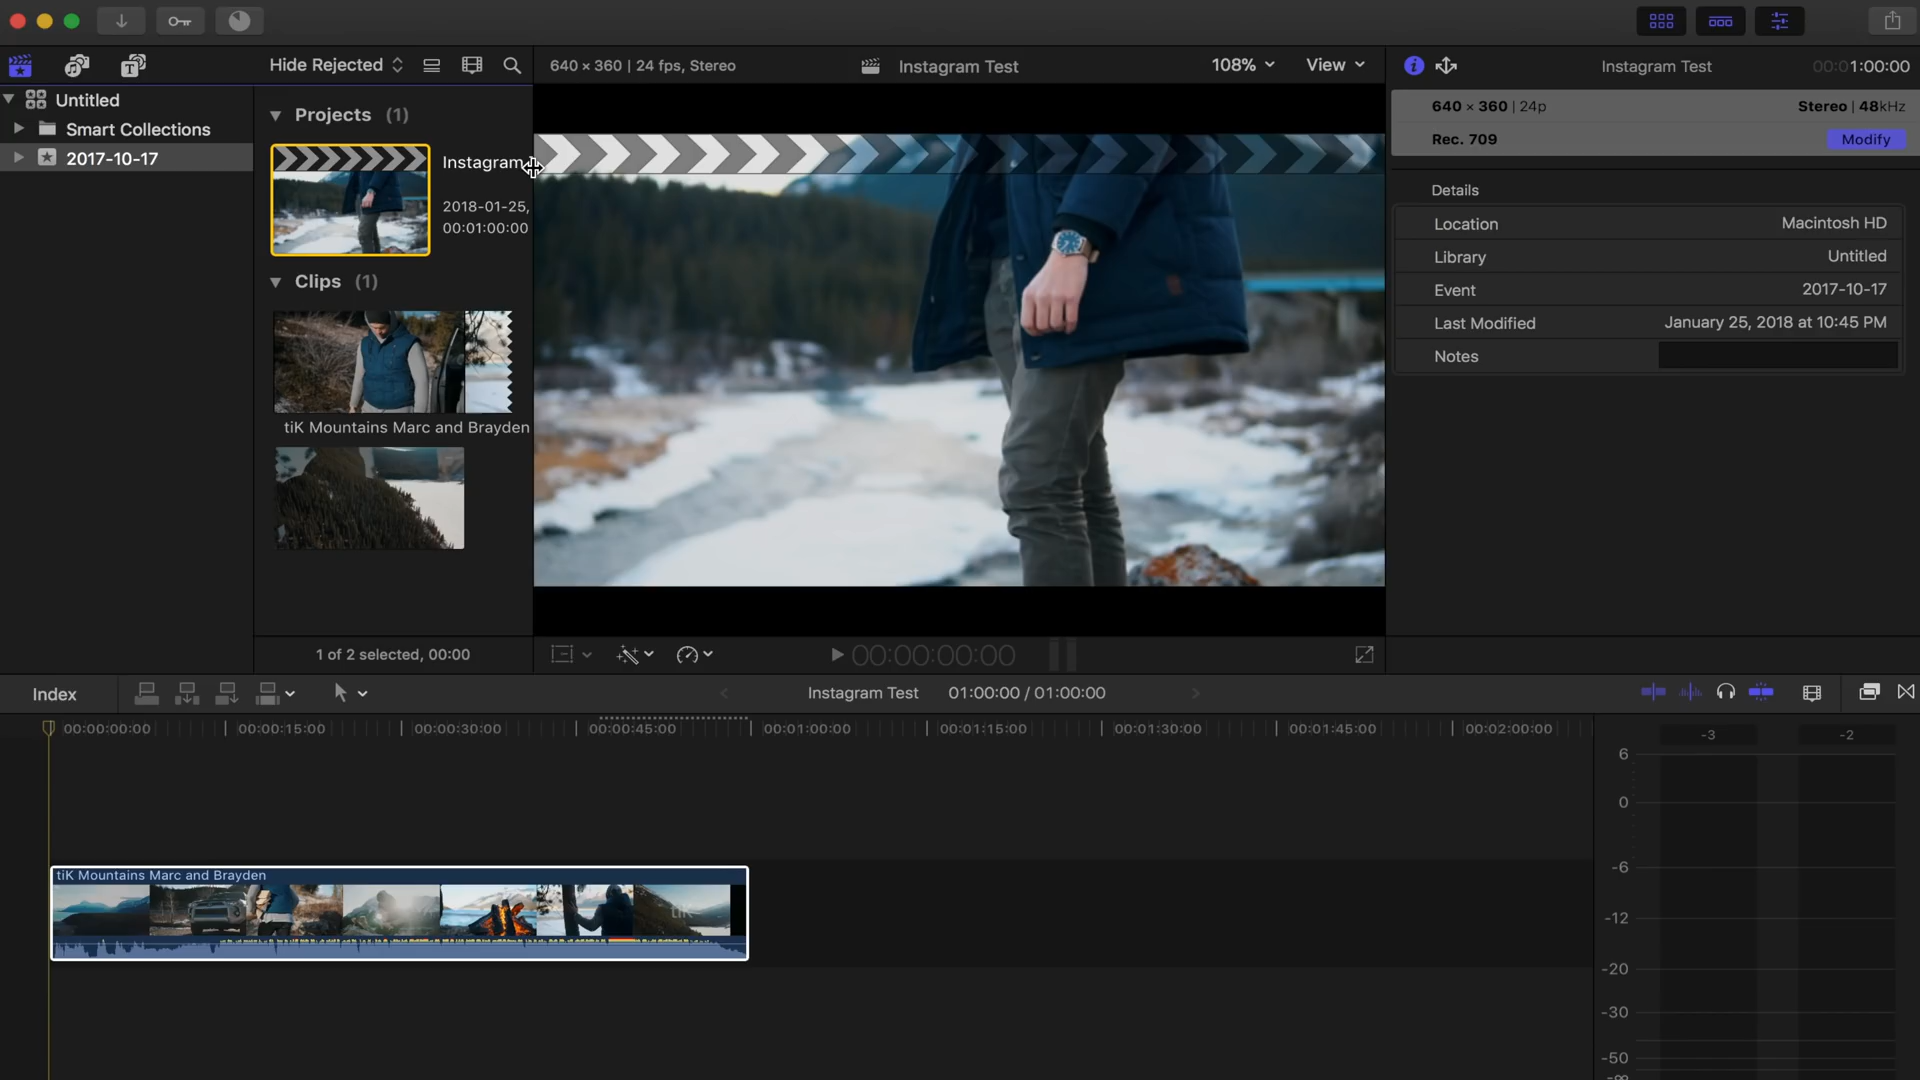 Hide Rejected
640 × 360 | 24 fps, Stereo
Instagram Test
108%
View
Instagram Test
00:01:00:00
Untitled
Smart Collections
2017-10-17
Projects (1)
Instagram
2018-01-25,
00:01:00:00
Clips (1)
tiK Mountains Marc and Brayden
1 of 2 selected, 00:00
00:00:00:00
640 × 360 | 24p
Stereo | 48kHz
Rec. 709
Modify
Details
Location
Macintosh HD
Library
Untitled
Event
2017-10-17
Last Modified
January 25, 2018 at 10:45 PM
Notes
Index
Instagram Test
01:00:00 / 01:00:00
00:00:00:00
00:00:15:00
00:00:30:00
00:00:45:00
00:01:00:00
00:01:15:00
00:01:30:00
00:01:45:00
00:02:00:00
-3
-2
6
0
-6
-12
-20
-30
-50
-∞
tiK Mountains Marc and Brayden
tiK